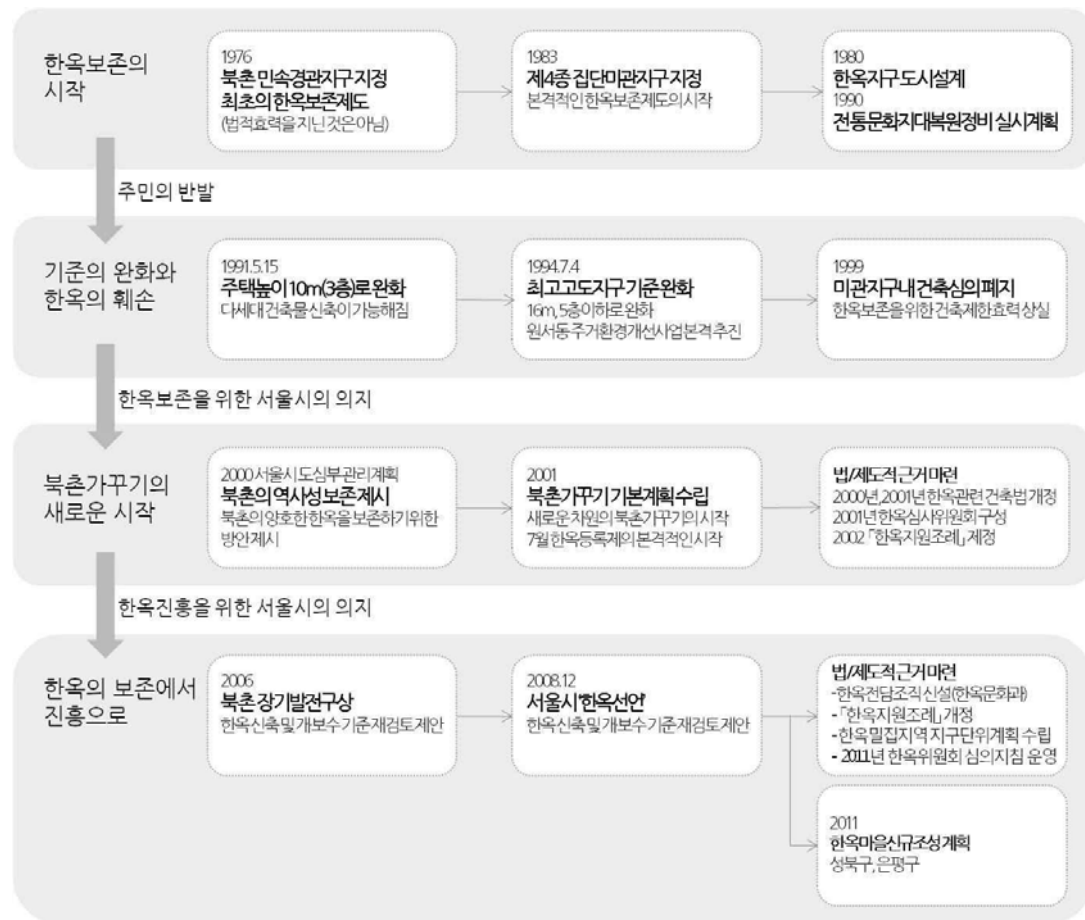 한옥보존의
시작
1976
북촌 민속경관지구 지정
최초의 한옥보존제도
(법적효력을 지닌 것은 아님)
1983
제4종 집단미관지구 지정
본격적인 한옥보존제도의 시작
1980
한옥지구 도시설계
1990
전통문화지대복원정비 실시계획
주민의 반발
기준의 완화와
한옥의 훼손
1991.5.15
주택높이 10m(3층)로 완화
다세대 건축물 신축이 가능해짐
1994.7.4
최고고도지구 기준 완화
16m, 5층이하로 완화
원서동 주거환경개선사업 본격 추진
1999
미관지구내 건축심의 폐지
한옥보존을 위한 건축제한 효력 상실
한옥보존을 위한 서울시의 의지
북촌가꾸기의
새로운 시작
2000 서울시 도심부 관리계획
북촌의 역사성 보존 제시
북촌의 양호한 한옥을 보존하기 위한
방안 제시
2001
북촌가꾸기 기본계획 수립
새로운 차원의 북촌가꾸기의 시작
7월 한옥등록제의 본격적인 시작
법/제도적 근거 마련
2000년, 2001년 한옥관련 건축법 개정
2001년 한옥심사위원회 구성
2002 「한옥지원조례」 제정
한옥진흥을 위한 서울시의 의지
한옥의 보존에서
진흥으로
2006
북촌 장기발전구상
한옥 신축 및 개보수 기준 재검토 제안
2008.12
서울시 '한옥선언'
한옥 신축 및 개보수 기준 재검토 제안
법/제도적 근거 마련
-한옥전담조직 신설(한옥문화과)
-「한옥지원조례」 개정
-한옥밀집지역 지구단위계획 수립
- 2011년 한옥위원회 심의지침 운영
2011
한옥마을 신규조성 계획
성북구, 은평구